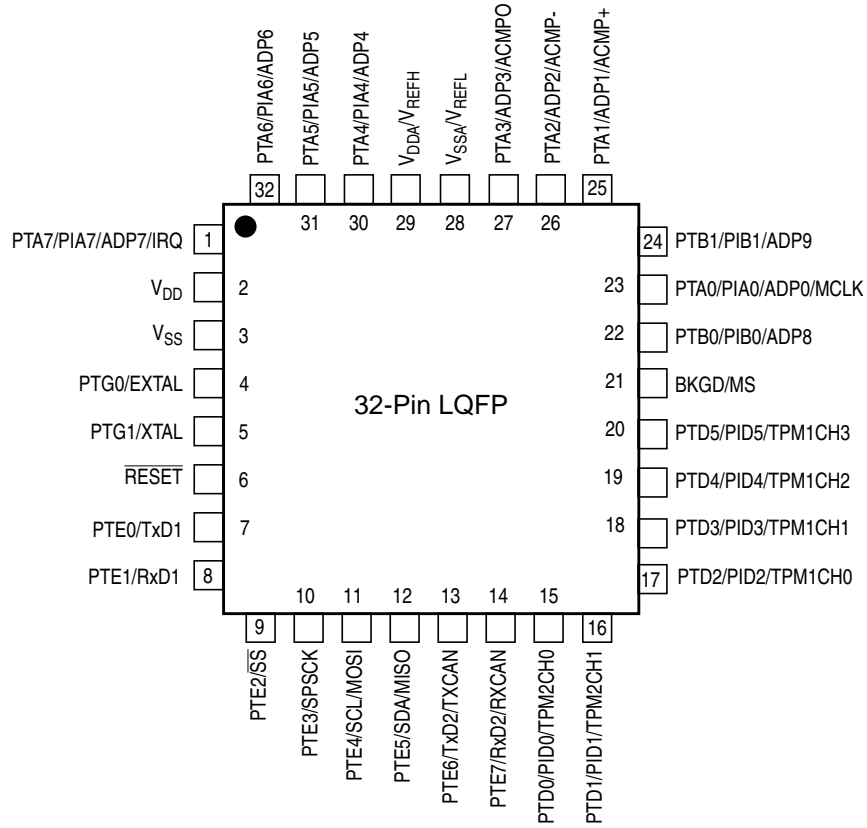 PTA6/PIA6/ADP6
PTA5/PIA5/ADP5
PTA4/PIA4/ADP4
VDDA/VREFH
VSSA/VREFL
PTA3/ADP3/ACMPO
PTA2/ADP2/ACMP-
PTA1/ADP1/ACMP+
32
31
30
29
28
27
26
25
PTA7/PIA7/ADP7/IRQ 1
VDD 2
VSS 3
PTG0/EXTAL 4
PTG1/XTAL 5
RESET 6
PTE0/TxD1 7
PTE1/RxD1 8
32-Pin LQFP
24 PTB1/PIB1/ADP9
23 PTA0/PIA0/ADP0/MCLK
22 PTB0/PIB0/ADP8
21 BKGD/MS
20 PTD5/PID5/TPM1CH3
19 PTD4/PID4/TPM1CH2
18 PTD3/PID3/TPM1CH1
17 PTD2/PID2/TPM1CH0
9
10
11
12
13
14
15
16
PTE2/SS
PTE3/SPSCK
PTE4/SCL/MOSI
PTE5/SDA/MISO
PTE6/TxD2/TXCAN
PTE7/RxD2/RXCAN
PTD0/PID0/TPM2CH0
PTD1/PID1/TPM2CH1